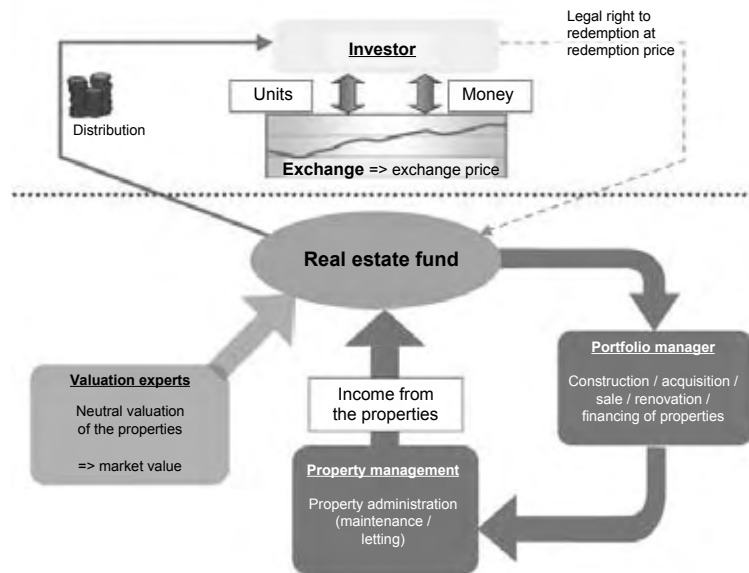 Legal right to
redemption at
redemption price
Investor
Units
Money
Distribution
Exchange => exchange price
Real estate fund
Portfolio manager
Construction / acquisition /
sale / renovation /
financing of properties
Valuation experts
Neutral valuation
of the properties
=> market value
Income from
the properties
Property management
Property administration
(maintenance /
letting)